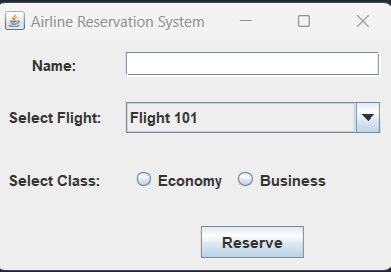 Airline Reservation System
Name:
Select Flight: Flight 101
Select Class: Economy Business
Reserve